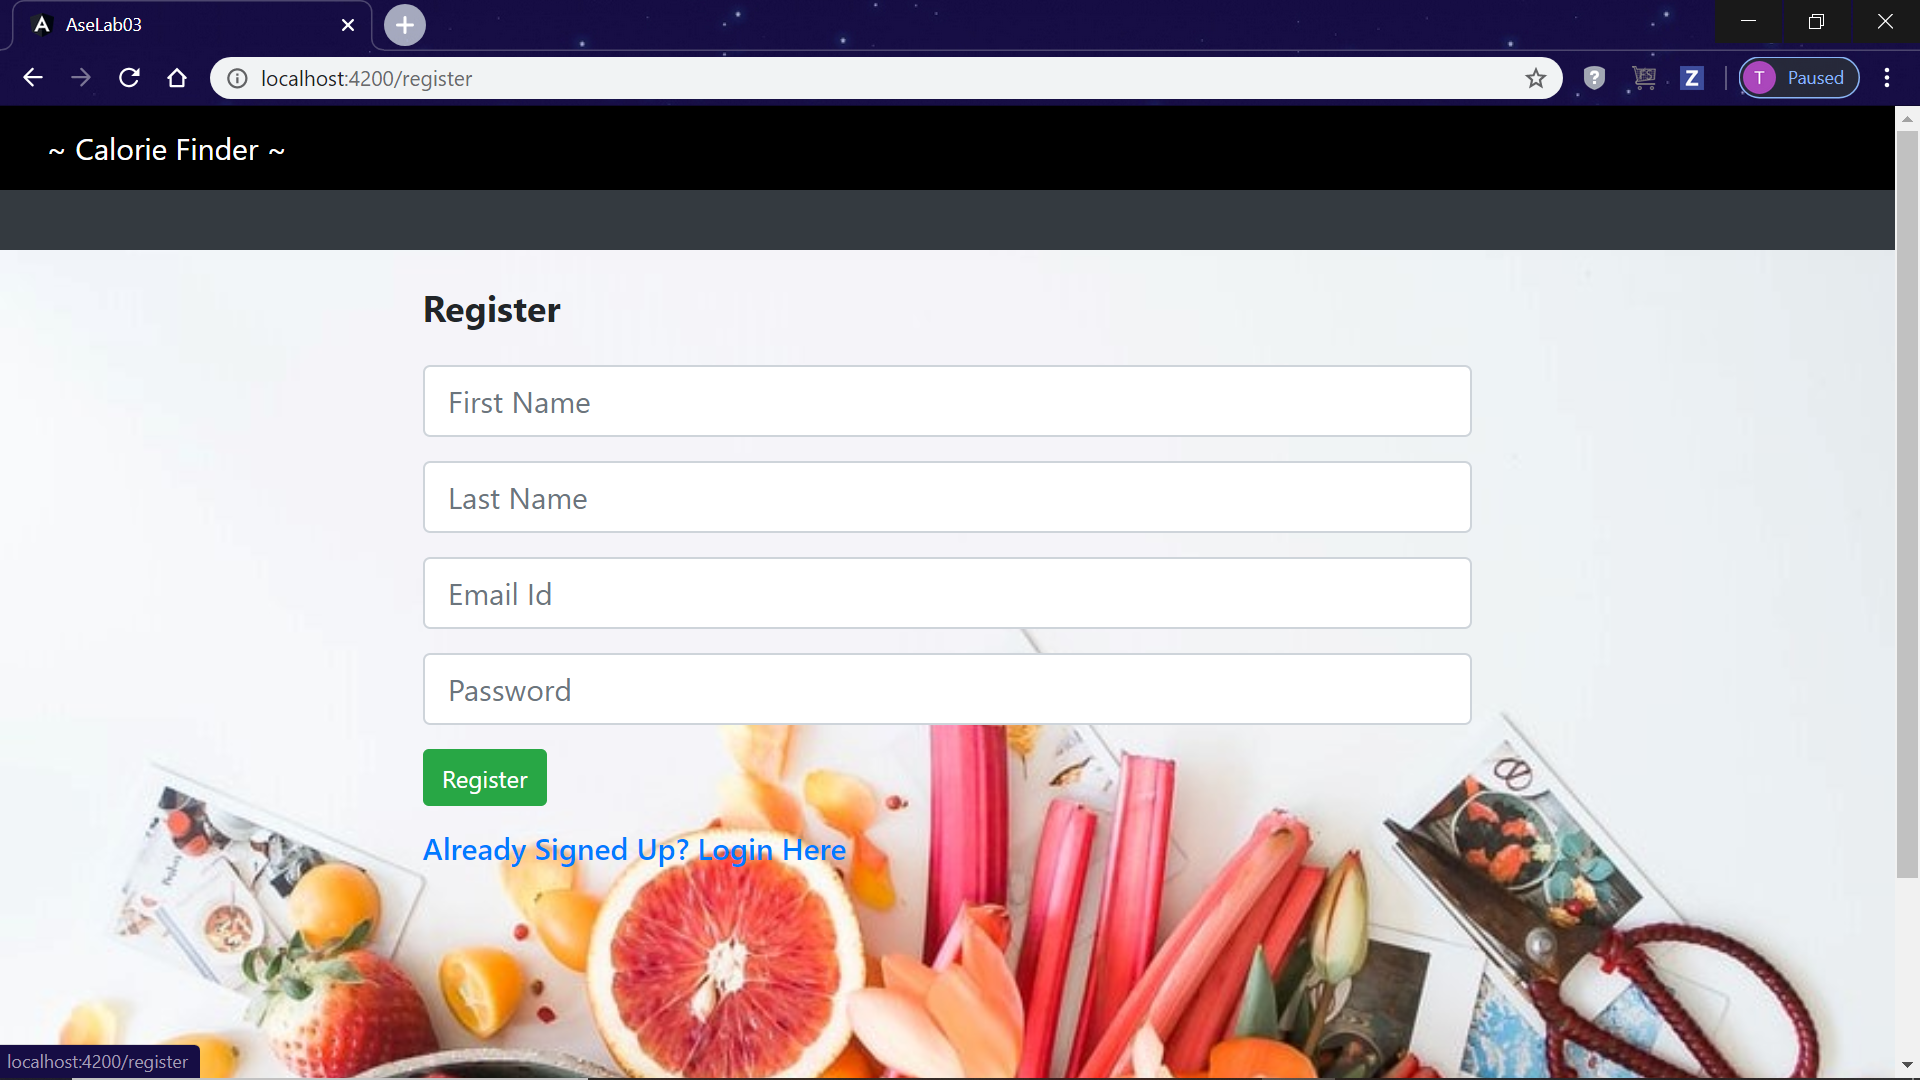 AseLab03
localhost:4200/register
FS
Z
T
Paused
~ Calorie Finder ~
Register
First Name
Last Name
Email Id
Password
Register
Already Signed Up? Login Here
localhost:4200/register